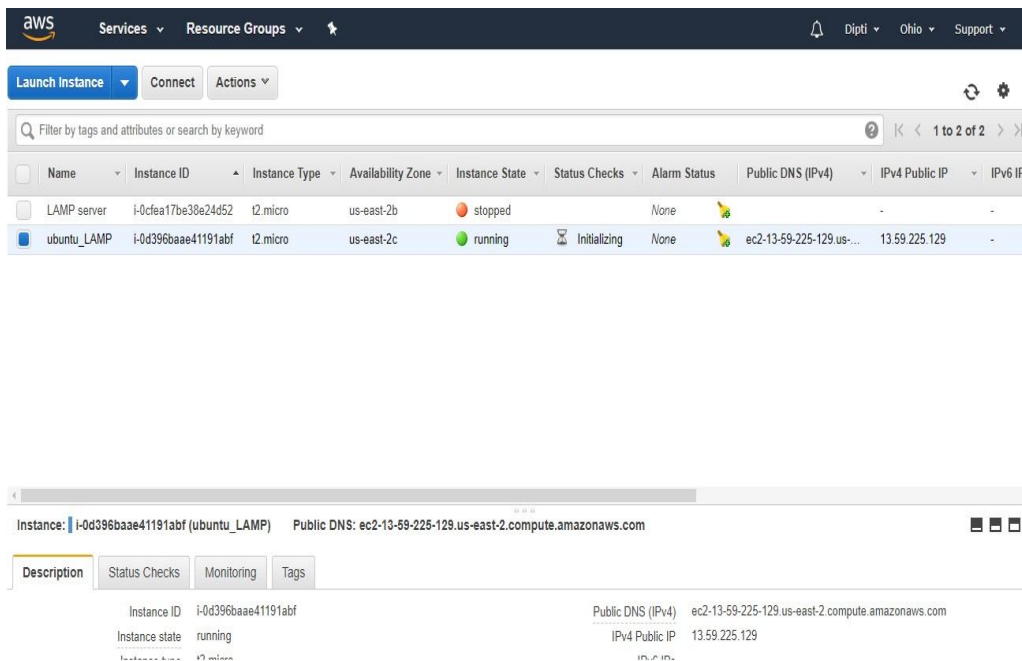 aws Services Resource Groups Dipti Ohio Support
Launch Instance Connect Actions
Filter by tags and attributes or search by keyword 1 to 2 of 2
Name Instance ID Instance Type Availability Zone Instance State Status Checks Alarm Status Public DNS (IPv4) IPv4 Public IP IPv6 IP
LAMP server i-0cfea17be38e24d52 t2.micro us-east-2b stopped None - -
ubuntu_LAMP i-0d396baae41191abf t2.micro us-east-2c running Initializing None ec2-13-59-225-129.us-... 13.59.225.129 -
Instance: i-0d396baae41191abf (ubuntu_LAMP) Public DNS: ec2-13-59-225-129.us-east-2.compute.amazonaws.com
Description Status Checks Monitoring Tags
Instance ID i-0d396baae41191abf Public DNS (IPv4) ec2-13-59-225-129.us-east-2.compute.amazonaws.com
Instance state running IPv4 Public IP 13.59.225.129
Instance type t2.micro IPv6 IPs